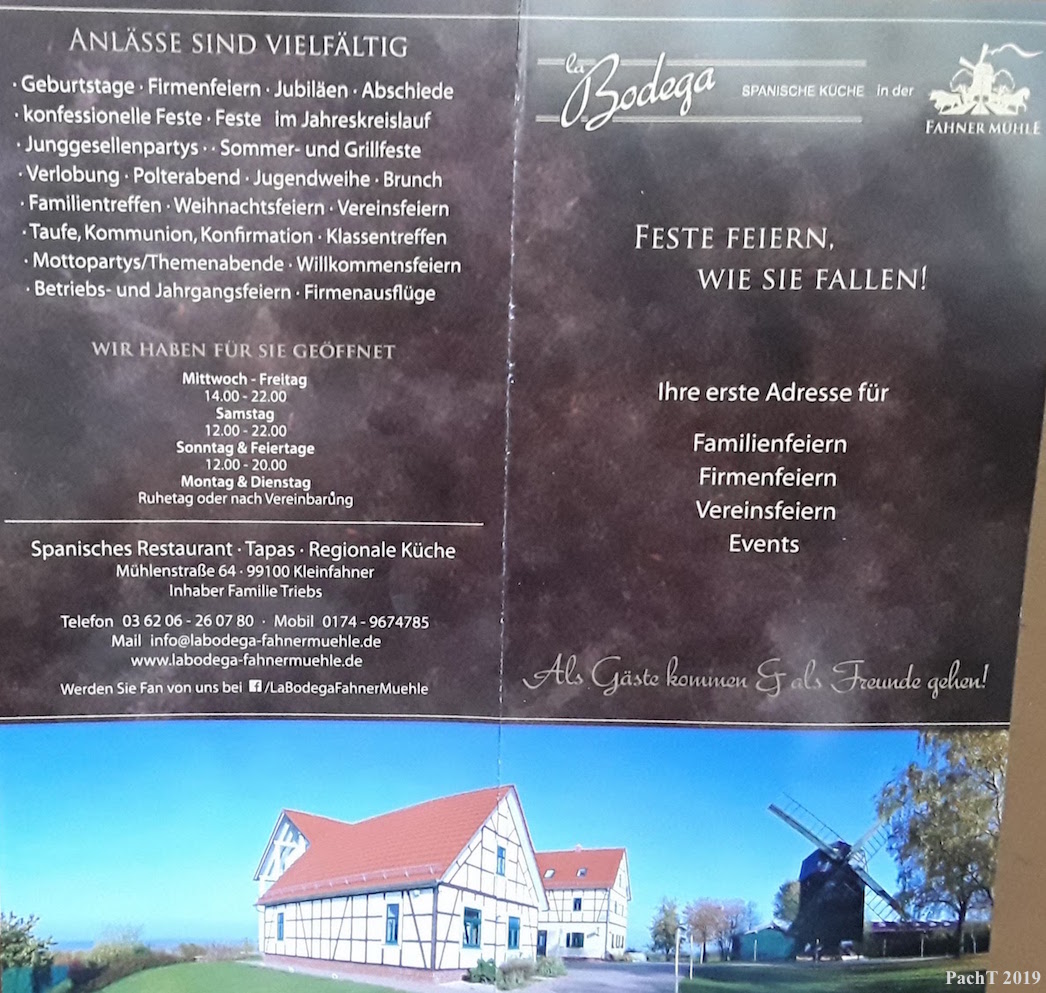 ANLÄSSE SIND VIELFÄLTIG
· Geburtstage · Firmenfeiern · Jubiläen · Abschiede
· konfessionelle Feste · Feste im Jahreskreislauf
· Junggesellenpartys · · Sommer- und Grillfeste
· Verlobung · Polterabend · Jugendweihe · Brunch
· Familientreffen · Weihnachtsfeiern · Vereinsfeiern
· Taufe, Kommunion, Konfirmation · Klassentreffen
· Mottopartys/Themenabende · Willkommensfeiern
· Betriebs- und Jahrgangsfeiern · Firmenausflüge
WIR HABEN FÜR SIE GEÖFFNET
Mittwoch - Freitag
14.00 - 22.00
Samstag
12.00 - 22.00
Sonntag & Feiertage
12.00 - 20.00
Montag & Dienstag
Ruhetag oder nach Vereinbarung
Spanisches Restaurant · Tapas · Regionale Küche
Mühlenstraße 64 · 99100 Kleinfahner
Inhaber Familie Triebs
Telefon 03 62 06 - 26 07 80 · Mobil 0174 - 9674785
Mail info@labodega-fahnermuehle.de
www.labodega-fahnermuehle.de
Werden Sie Fan von uns bei f/LaBodegaFahnerMuehle
la Bodega SPANISCHE KÜCHE in der
FAHNER MÜHLE
FESTE FEIERN,
WIE SIE FALLEN!
Ihre erste Adresse für
Familienfeiern
Firmenfeiern
Vereinsfeiern
Events
Als Gäste kommen & als Freunde gehen!
PachT 2019